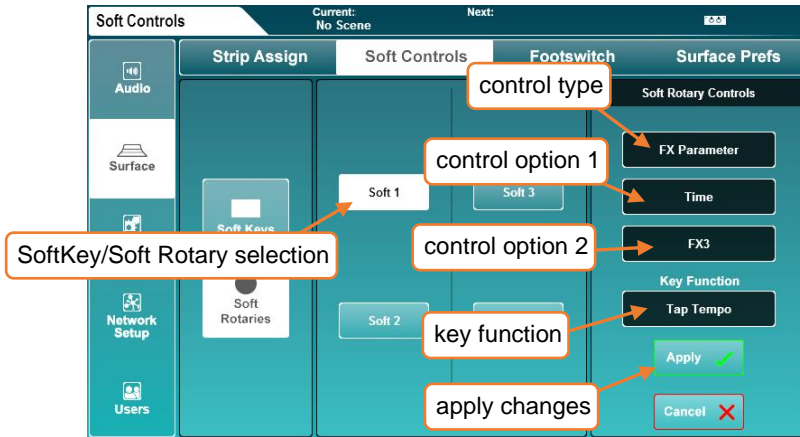 Soft Controls
Current:
No Scene
Next:
Strip Assign
Soft Controls
Footswitch
Surface Prefs
Audio
Surface
Network
Setup
Users
Soft Keys
Soft
Rotaries
Soft 1
Soft 3
Soft 2
Soft Rotary Controls
FX Parameter
Time
FX3
Key Function
Tap Tempo
Apply
Cancel
control type
control option 1
SoftKey/Soft Rotary selection
control option 2
key function
apply changes